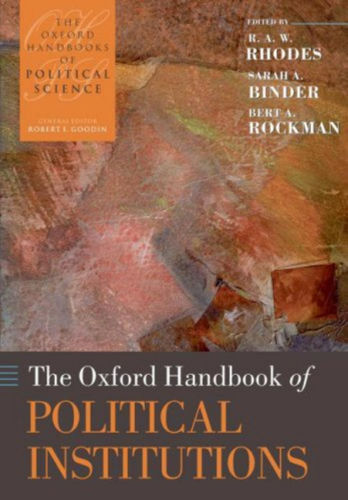 THE
OXFORD
HANDBOOKS
OF
POLITICAL
SCIENCE
GENERAL EDITOR
ROBERT E. GOODIN
EDITED BY
R. A. W.
RHODES
SARAH A.
BINDER
BERT A.
ROCKMAN
The Oxford Handbook of
POLITICAL
INSTITUTIONS